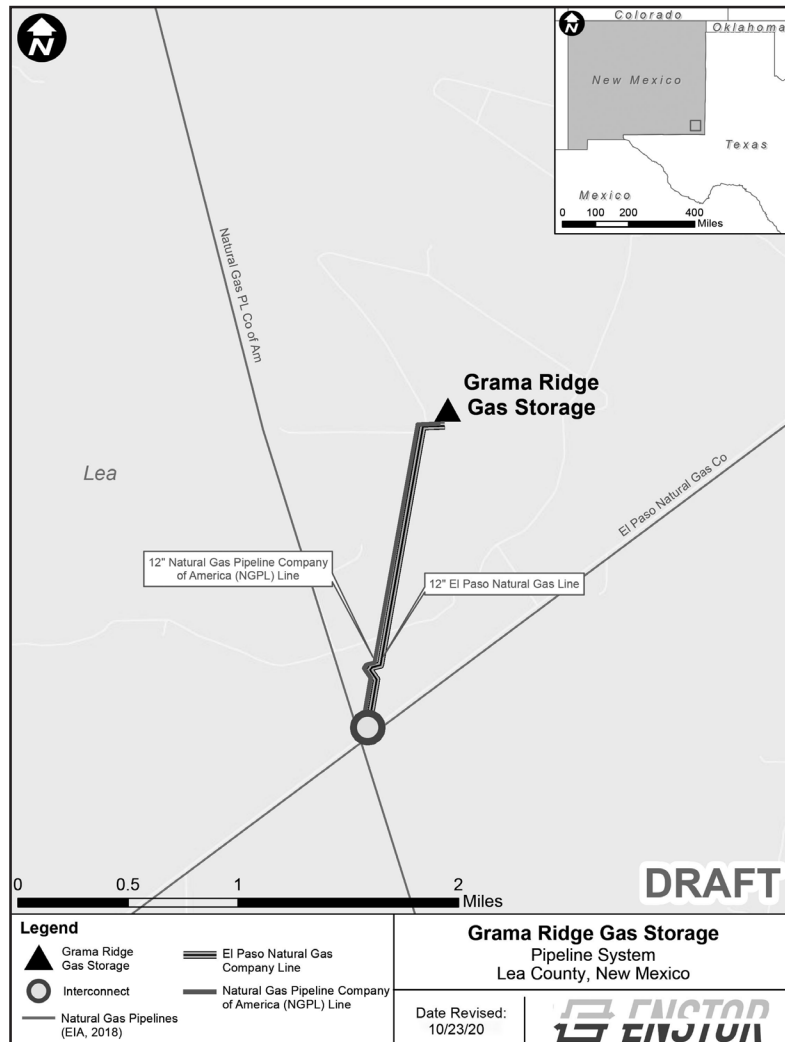 N
N
Colorado
Oklahoma
New Mexico
Texas
Mexico
0 100 200 400
Miles
Natural Gas PL Co of Am
Grama Ridge
Gas Storage
Lea
El Paso Natural Gas Co
12" Natural Gas Pipeline Company
of America (NGPL) Line
12" El Paso Natural Gas Line
DRAFT
0 0.5 1 2
Miles
Legend
Grama Ridge
Gas Storage
El Paso Natural Gas
Company Line
Interconnect
Natural Gas Pipeline Company
of America (NGPL) Line
Natural Gas Pipelines
(EIA, 2018)
Grama Ridge Gas Storage
Pipeline System
Lea County, New Mexico
Date Revised:
10/23/20
ENSTOR